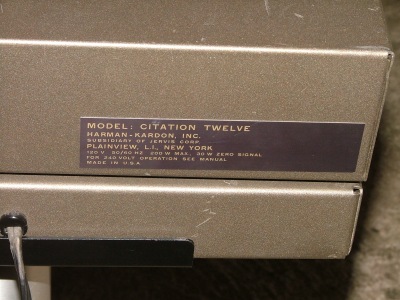 MODEL: CITATION TWELVE
HARMAN-KARDON, INC.
SUBSIDIARY OF JERVIS CORP.
PLAINVIEW, L.I., NEW YORK
120 V 50/60 HZ 200 W MAX., 30 W ZERO SIGNAL
FOR 240 VOLT OPERATION SEE MANUAL
MADE IN U.S.A.